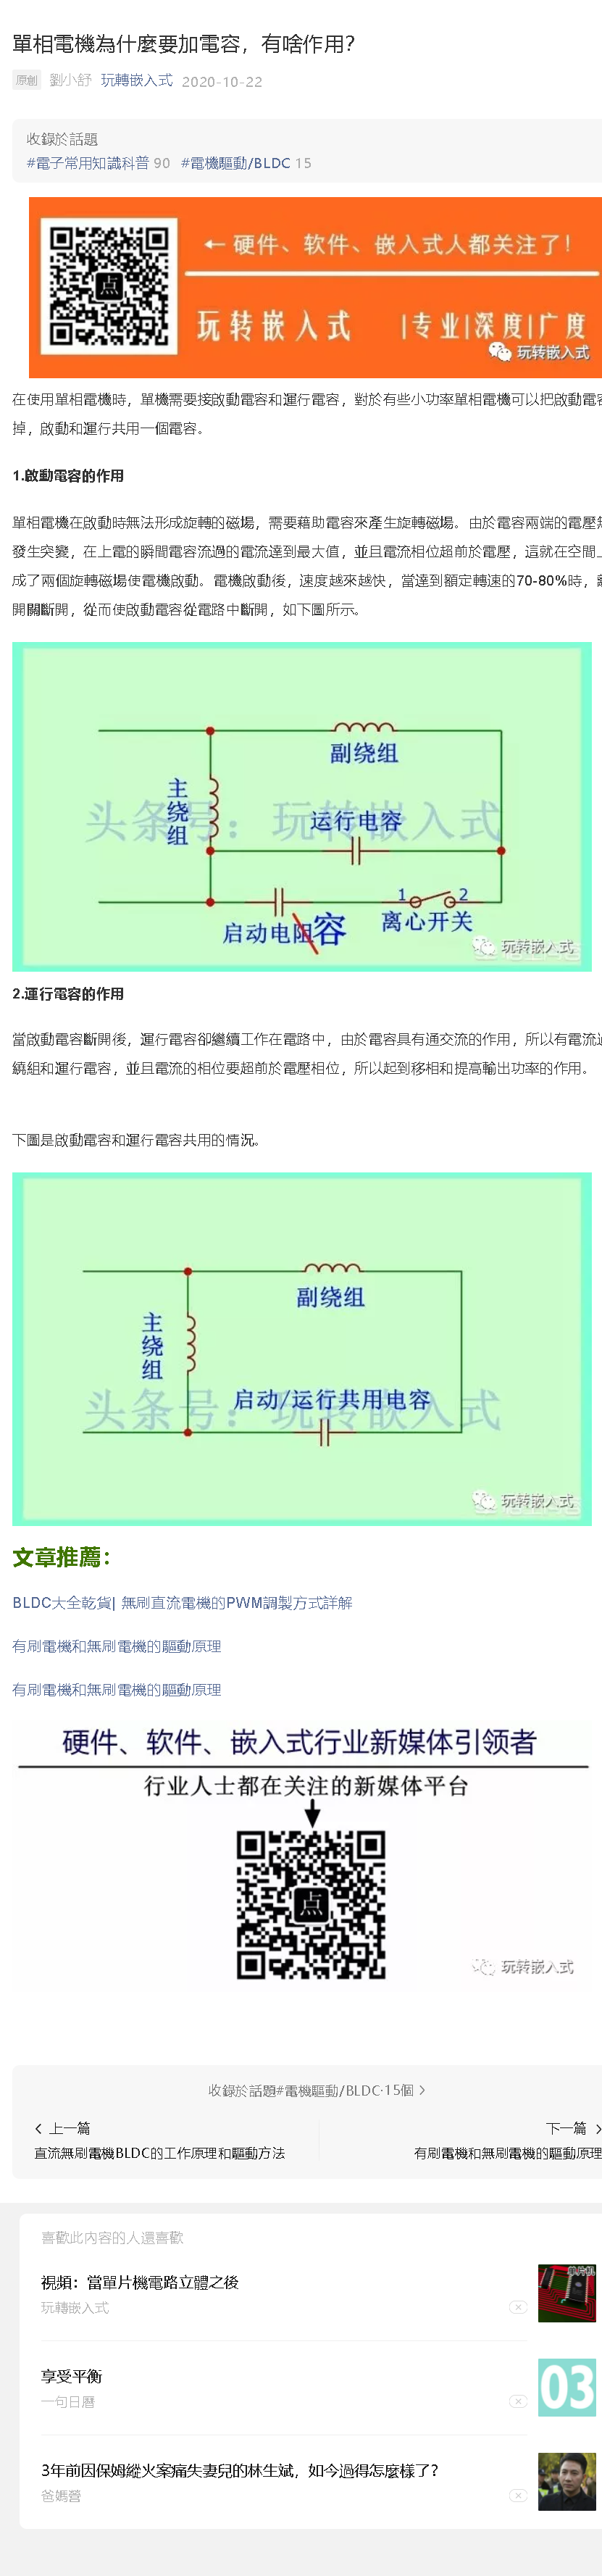 單相電機為什麼要加電容，有啥作用？
原創 劉小舒 玩轉嵌入式 2020-10-22
收錄於話題
#電子常用知識科普 90 #電機驅動/BLDC 15
← 硬件、软件、嵌入式人都关注了！
点
玩转嵌入式 |专业|深度|广度
玩转嵌入式
在使用單相電機時，單機需要接啟動電容和運行電容，對於有些小功率單相電機可以把啟動電容
掉，啟動和運行共用一個電容。
1.啟動電容的作用
單相電機在啟動時無法形成旋轉的磁場，需要藉助電容來產生旋轉磁場。由於電容兩端的電壓無
發生突變，在上電的瞬間電容流過的電流達到最大值，並且電流相位超前於電壓，這就在空間上
成了兩個旋轉磁場使電機啟動。電機啟動後，速度越來越快，當達到額定轉速的70-80%時，
開關斷開，從而使啟動電容從電路中斷開，如下圖所示。
副绕组
主绕组
头条号：玩转嵌入式
运行电容
1 2
启动电阻容
离心开关
玩转嵌入式
2.運行電容的作用
當啟動電容斷開後，運行電容卻繼續工作在電路中，由於電容具有通交流的作用，所以有電流
繞組和運行電容，並且電流的相位要超前於電壓相位，所以起到移相和提高輸出功率的作用。
下圖是啟動電容和運行電容共用的情況。
副绕组
主绕组
启动/运行共用电容
头条号：玩转嵌入式
玩转嵌入式
文章推薦：
BLDC大全乾貨| 無刷直流電機的PWM調製方式詳解
有刷電機和無刷電機的驅動原理
有刷電機和無刷電機的驅動原理
硬件、软件、嵌入式行业新媒体引领者
行业人士都在关注的新媒体平台
点
玩转嵌入式
收錄於話題#電機驅動/BLDC·15個 >
< 上一篇
下一篇 >
直流無刷電機BLDC的工作原理和驅動方法
有刷電機和無刷電機的驅動原理
喜歡此內容的人還喜歡
視頻：當單片機電路立體之後
玩轉嵌入式
单片机
享受平衡
一句日曆
03
3年前因保姆縱火案痛失妻兒的林生斌，如今過得怎麼樣了？
爸媽營